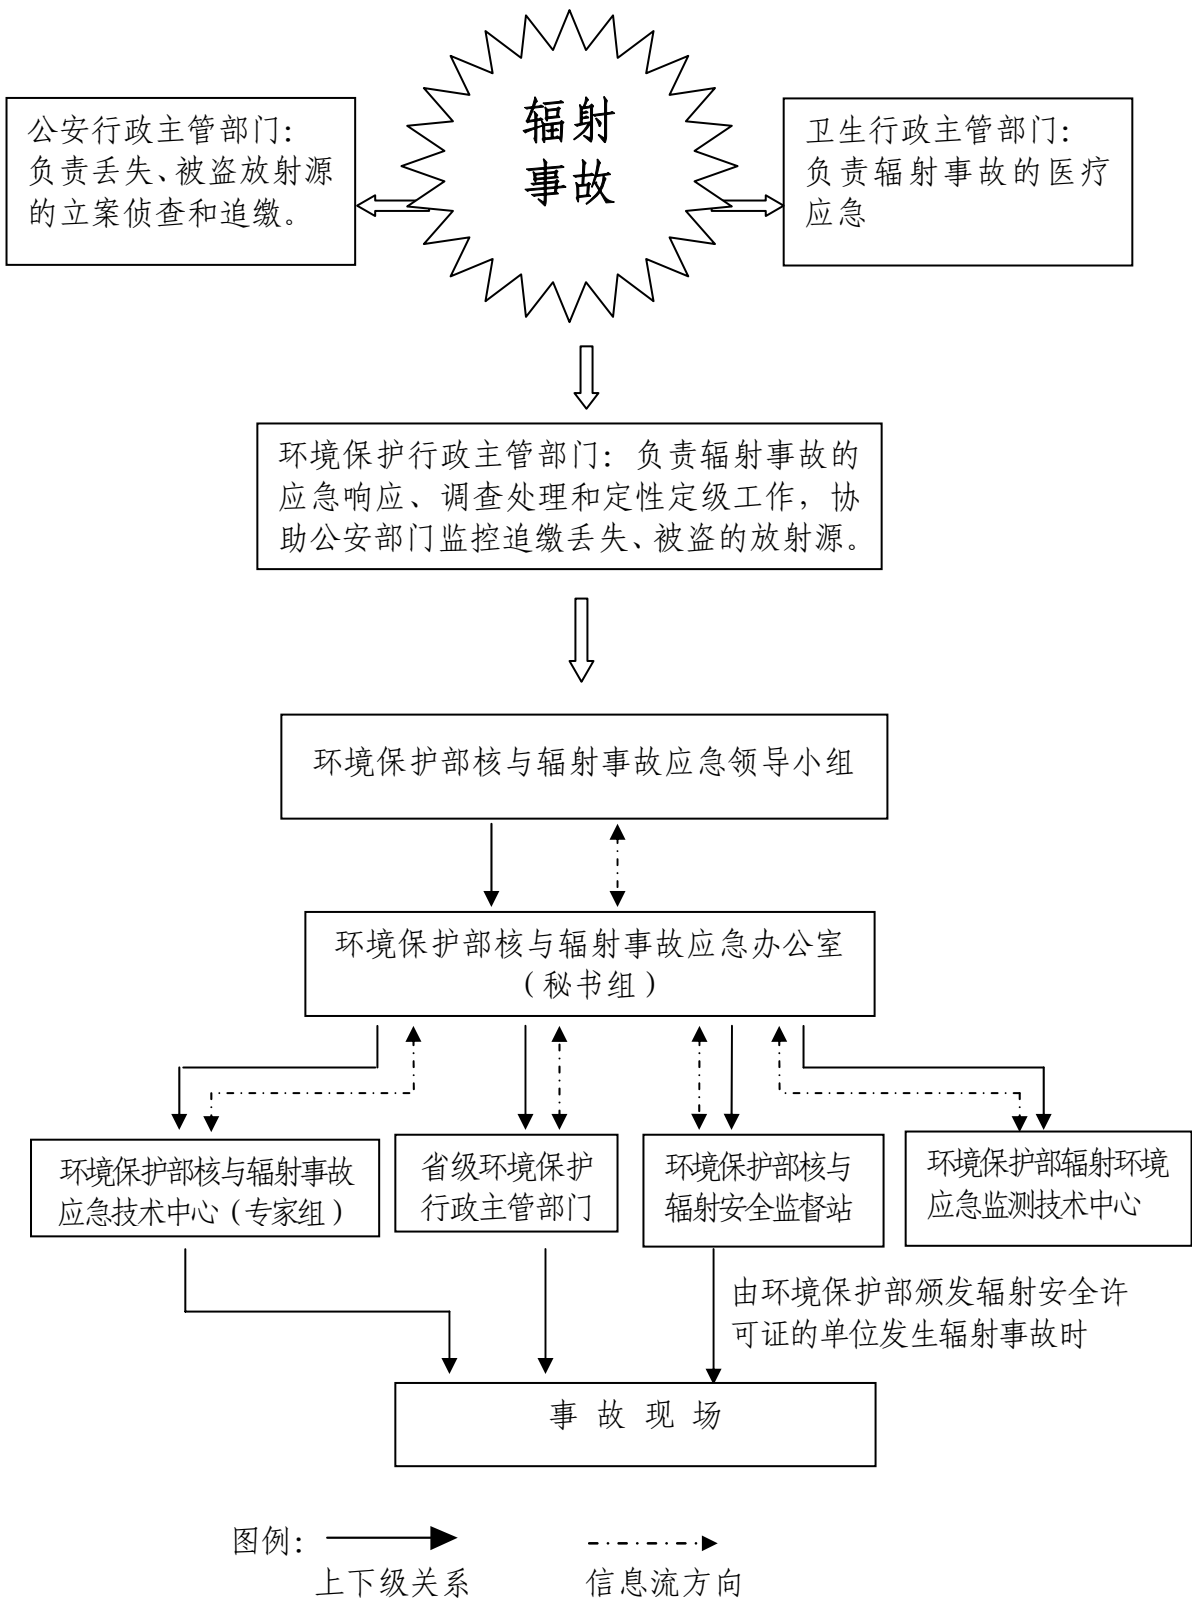 辐射
事故
公安行政主管部门：
负责丢失、被盗放射源
的立案侦查和追缴。
卫生行政主管部门：
负责辐射事故的医疗
应急
环境保护行政主管部门：负责辐射事故的
应急响应、调查处理和定性定级工作，协
助公安部门监控追缴丢失、被盗的放射源。
环境保护部核与辐射事故应急领导小组
环境保护部核与辐射事故应急办公室
（秘书组）
环境保护部核与辐射事故
应急技术中心（专家组）
省级环境保护
行政主管部门
环境保护部核与
辐射安全监督站
环境保护部辐射环境
应急监测技术中心
由环境保护部颁发辐射安全许
可证的单位发生辐射事故时
事 故 现 场
图例：
上下级关系
信息流方向